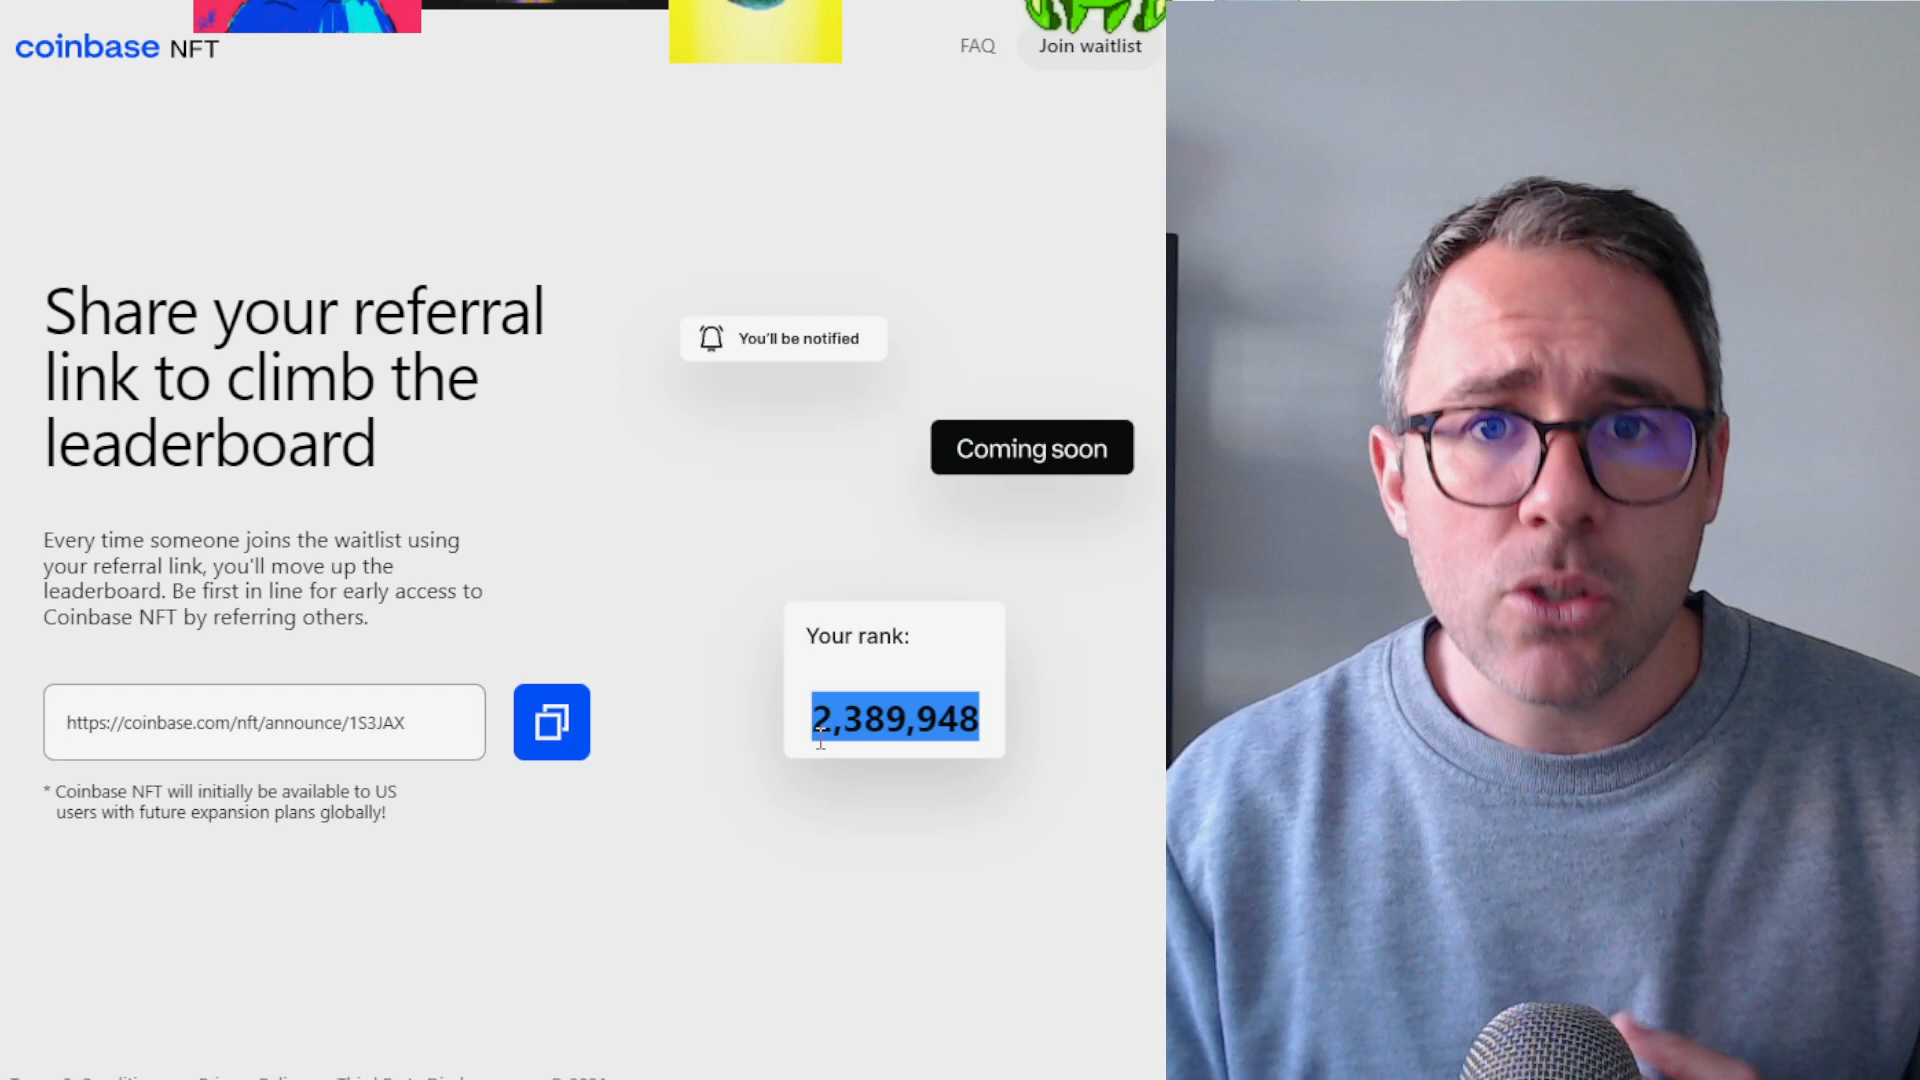 coinbase NFT
FAQ
Join waitlist
Share your referral
link to climb the
leaderboard
You'll be notified
Coming soon
Every time someone joins the waitlist using
your referral link, you'll move up the
leaderboard. Be first in line for early access to
Coinbase NFT by referring others.
Your rank:
2,389,948
https://coinbase.com/nft/announce/1S3JAX
* Coinbase NFT will initially be available to US
users with future expansion plans globally!